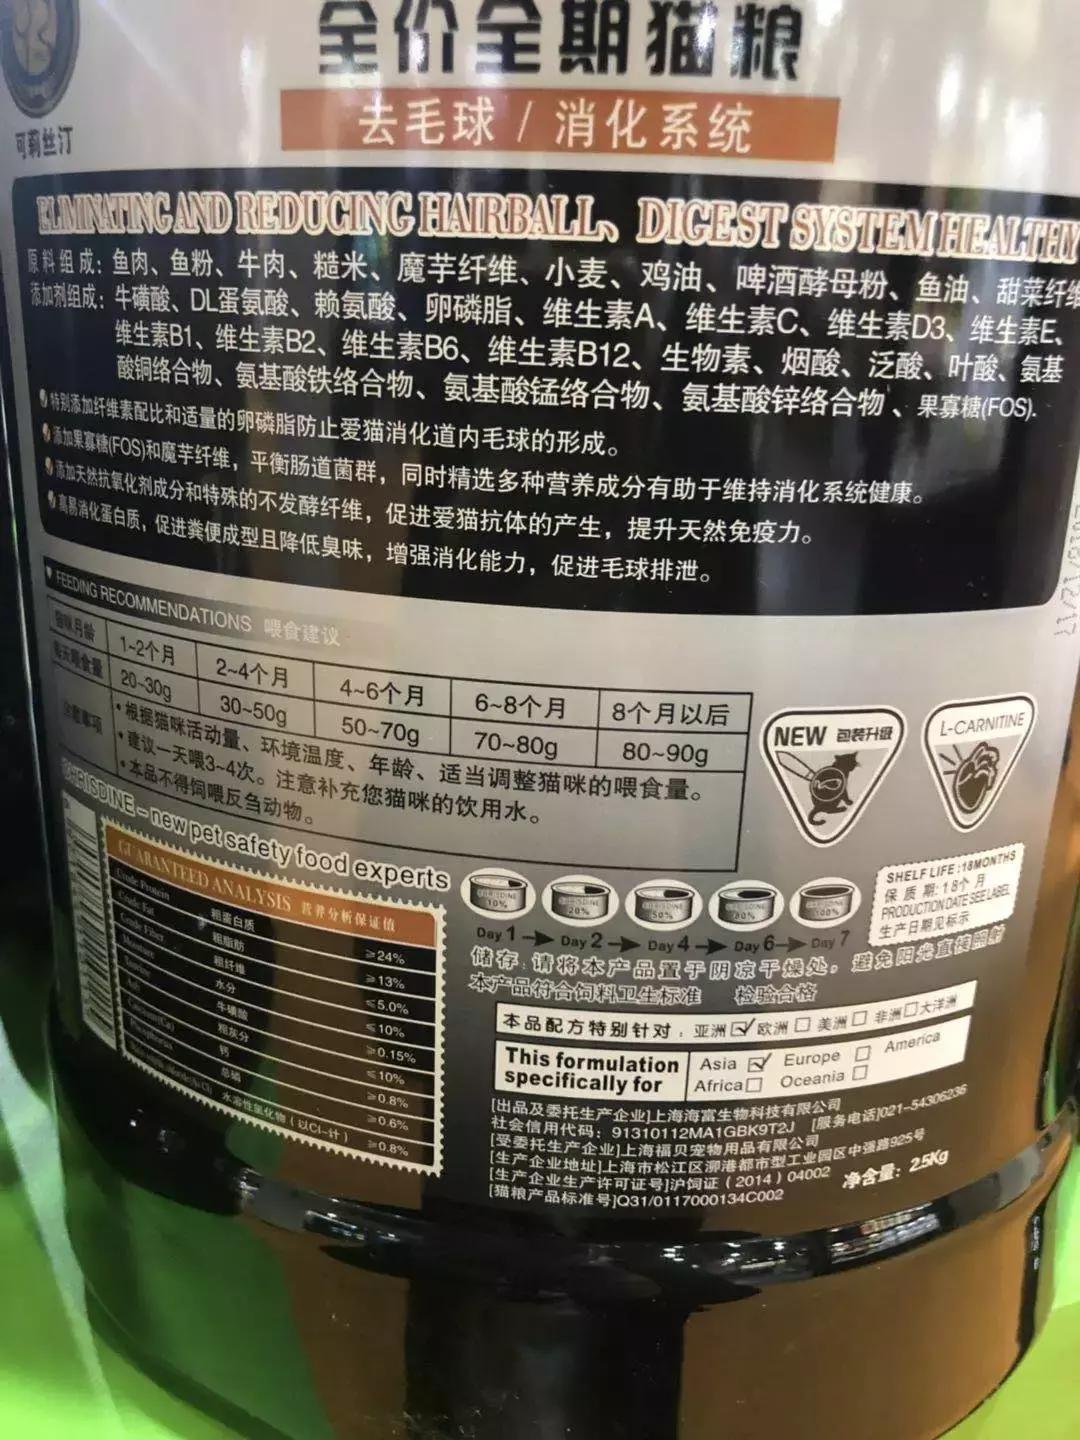 全价全期猫粮
可莉丝汀
去毛球 / 消化系统
ELIMINATING AND REDUCING HAIRBALL、DIGEST SYSTEM HEALTHY
原料组成: 鱼肉、鱼粉、牛肉、糙米、魔芋纤维、小麦、鸡油、啤酒酵母粉、鱼油、甜菜纤维
添加剂组成: 牛磺酸、DL蛋氨酸、赖氨酸、卵磷脂、维生素A、维生素C、维生素D3、维生素E、
维生素B1、维生素B2、维生素B6、维生素B12、生物素、烟酸、泛酸、叶酸、氨基
酸铜络合物、氨基酸铁络合物、氨基酸锰络合物、氨基酸锌络合物、果寡糖(FOS).
特别添加纤维素配比和适量的卵磷脂防止爱猫消化道内毛球的形成。
添加果寡糖(FOS)和魔芋纤维，平衡肠道菌群，同时精选多种营养成分有助于维持消化系统健康。
添加天然抗氧化剂成分和特殊的不发酵纤维，促进爱猫抗体的产生，提升天然免疫力。
高易消化蛋白质，促进粪便成型且降低臭味，增强消化能力，促进毛球排泄。
FEEDING RECOMMENDATIONS 喂食建议
猫咪月龄 1~2个月 2~4个月 4~6个月 6~8个月 8个月以后
每天喂食量 20~30g 30~50g 50~70g 70~80g 80~90g
注意事项
• 根据猫咪活动量、环境温度、年龄、适当调整猫咪的喂食量。
• 建议一天喂3~4次。注意补充您猫咪的饮用水。
• 本品不得饲喂反刍动物。
NEW 包装升级
L-CARNITINE
CHRISDINE – new pet safety food experts
GUARANTEED ANALYSIS 营养分析保证值
Crude Protein 粗蛋白质 ≥24%
Crude Fat 粗脂肪 ≥13%
Crude Fiber 粗纤维 ≤5.0%
Moisture 水分 ≤10%
Taurine 牛磺酸 ≥0.15%
Ash 粗灰分 ≤10%
Calcium(Ca) 钙 ≥0.8%
Phosphorus 总磷 ≥0.6%
水溶性氯化物（以Cl-计） ≥0.8%
10% 20% 50% 80% 100%
Day 1 Day 2 Day 4 Day 6 Day 7
SHELF LIFE :18MONTHS
保 质 期: 18个 月
PRODUCTION DATE SEE LABEL
生产日期见标示
储存: 请将本产品置于阴凉干燥处，避免阳光直接照射
本产品符合饲料卫生标准 检验合格
本品配方特别针对: 亚洲 欧洲 美洲 非洲 大洋洲
This formulation
specifically for
Asia Europe America
Africa Oceania
[出品及委托生产企业]上海海富生物科技有限公司
社会信用代码: 91310112MA1GBK9T2J [服务电话]021-54306236
[受委托生产企业]上海福贝宠物用品有限公司
[生产企业地址]上海市松江区泖港都市型工业园区中强路925号
[生产企业生产许可证号]沪饲证（2014）04002
净含量: 2.5Kg
[猫粮产品标准号]Q31/0117000134C002